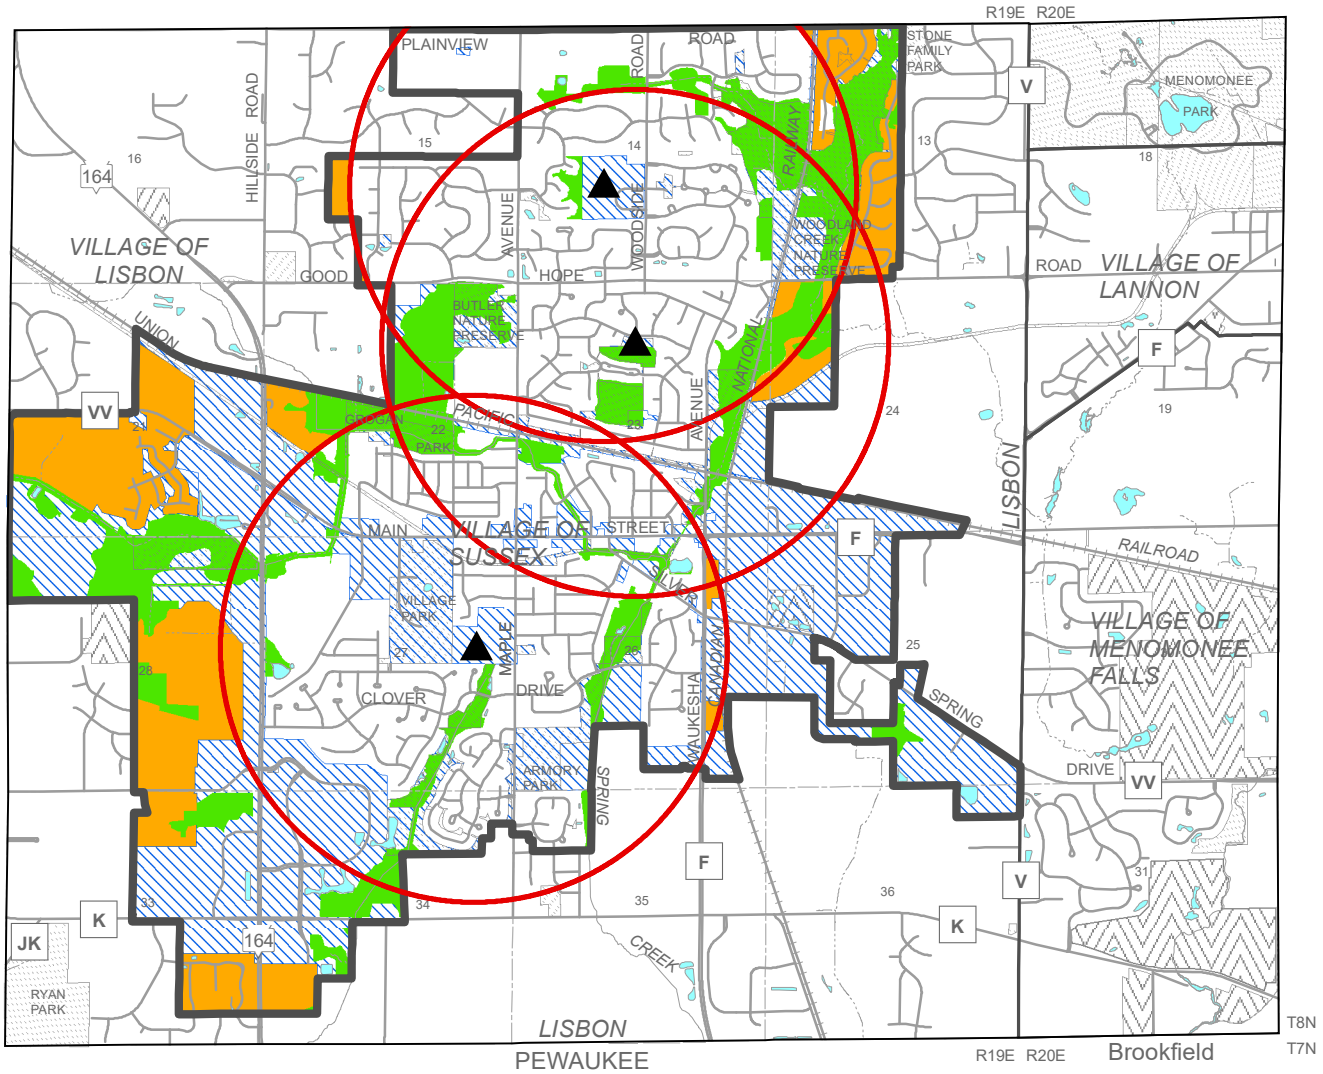 R19E R20E
PLAINVIEW
ROAD
ROAD
STONE
FAMILY
PARK
V
MENOMONEE
PARK
HILLSIDE ROAD
16
15
14
13
18
164
RAILWAY
AVENUE
WOODSIDE
WOODLAND
CREEK
NATURE
PRESERVE
VILLAGE OF
LISBON
GOOD
HOPE
ROAD
VILLAGE OF
LANNON
UNION
BUTLER
NATURE
PRESERVE
NATIONAL
F
VV
21
GROGAN
PARK
22
PACIFIC
23
AVENUE
24
19
LISBON
MAIN
VILLAGE OF
SUSSEX
STREET
F
RAILROAD
SILVER
VILLAGE
PARK
27
MAPLE
26
25
VILLAGE OF
MENOMONEE
FALLS
28
CLOVER
DRIVE
WAUKESHA
CANADIAN
SPRING
ARMORY
PARK
SPRING
DRIVE
VV
F
V
31
33
34
35
36
K
K
JK
164
CREEK
RYAN
PARK
LISBON
PEWAUKEE
R19E R20E
Brookfield
T8N
T7N